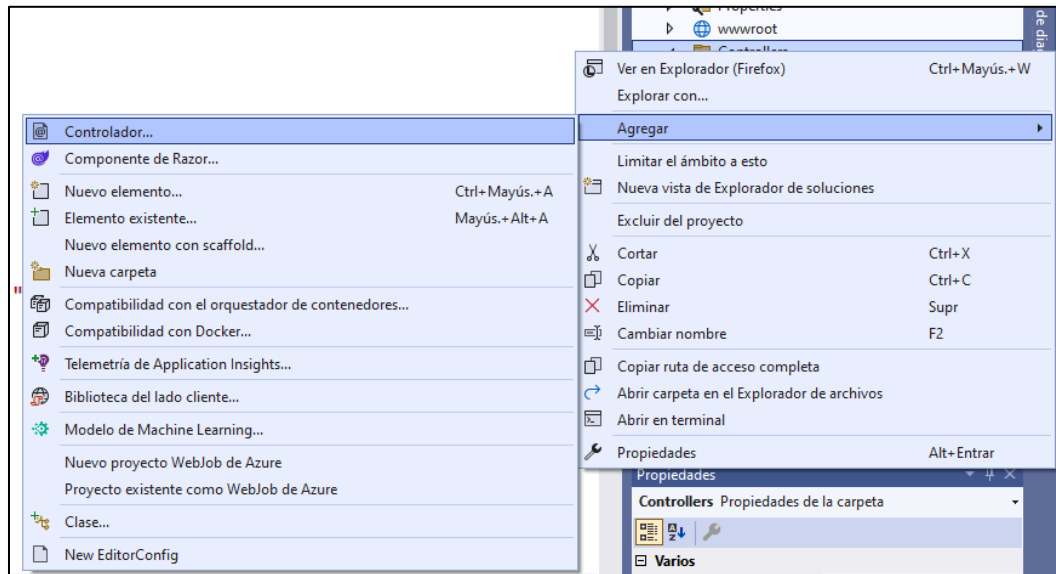 Properties
wwwroot
Controllers
de diag
Ver en Explorador (Firefox) Ctrl+Mayús.+W
Explorar con...
Agregar
Limitar el ámbito a esto
Nueva vista de Explorador de soluciones
Excluir del proyecto
Cortar Ctrl+X
Copiar Ctrl+C
Eliminar Supr
Cambiar nombre F2
Copiar ruta de acceso completa
Abrir carpeta en el Explorador de archivos
Abrir en terminal
Propiedades Alt+Entrar
Controlador...
Componente de Razor...
Nuevo elemento... Ctrl+Mayús.+A
Elemento existente... Mayús.+Alt+A
Nuevo elemento con scaffold...
Nueva carpeta
"
Compatibilidad con el orquestador de contenedores...
Compatibilidad con Docker...
Telemetría de Application Insights...
Biblioteca del lado cliente...
Modelo de Machine Learning...
Nuevo proyecto WebJob de Azure
Proyecto existente como WebJob de Azure
Clase...
New EditorConfig
Propiedades
Controllers Propiedades de la carpeta
Varios